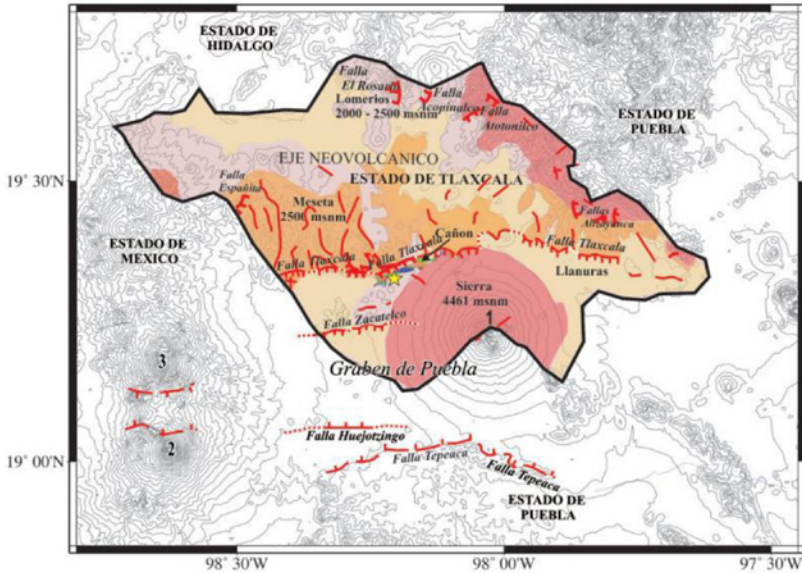 ESTADO DE
HIDALGO
Falla
El Rosario
Lomerios
2000 - 2500 msnm
Falla
Acopinalco
Falla
Atotonilco
ESTADO DE
PUEBLA
EJE NEOVOLCANICO
ESTADO DE TLAXCALA
19° 30'
Falla
Españita
Meseta
2500 msnm
Fallas
Altzayanca
ESTADO DE
MEXICO
Cañon
Falla Tlaxcala
Falla Tlaxcala
Falla Tlaxcala
Llanuras
Sierra
4461 msnm
1
Falla Zacatelco
Graben de Puebla
3
2
Falla Huejotzingo
19° 00'
Falla Tepeaca
Falla Tepeaca
ESTADO DE
PUEBLA
98° 30'W
98° 00'W
97° 30'W